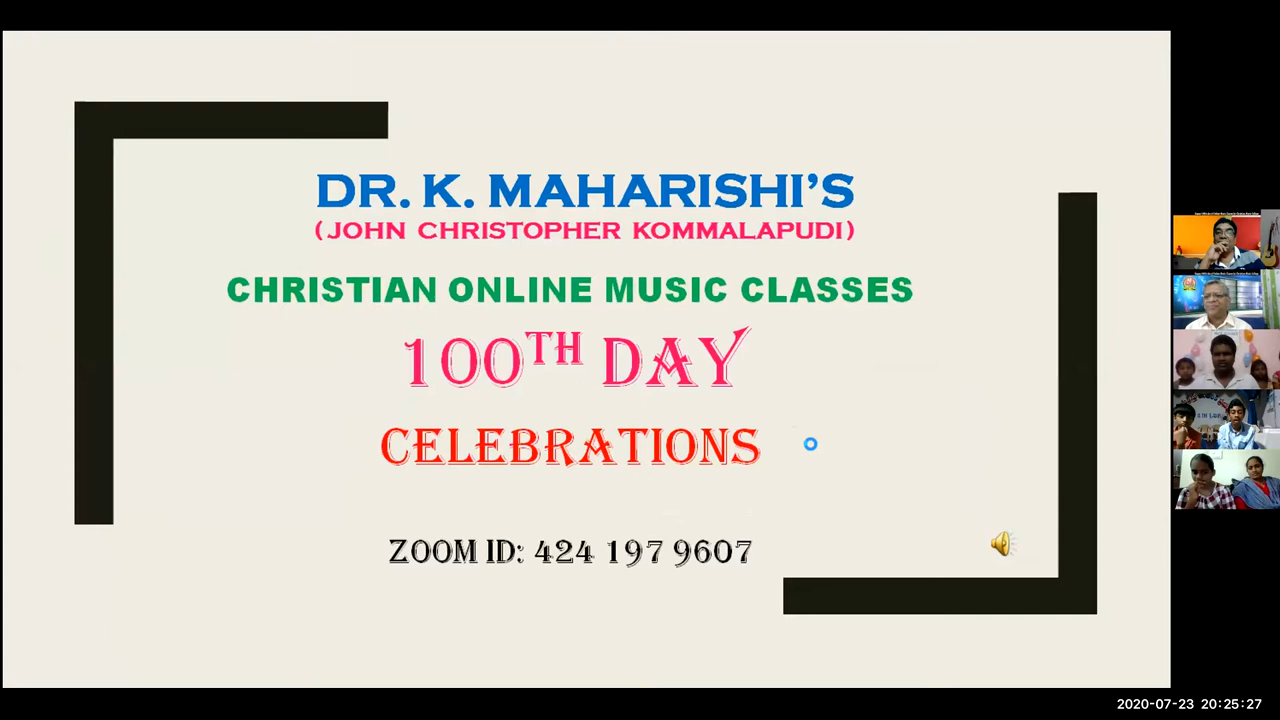 DR. K. MAHARISHI'S
(JOHN CHRISTOPHER KOMMALAPUDI)
CHRISTIAN ONLINE MUSIC CLASSES
100TH DAY
CELEBRATIONS
ZOOM ID: 424 197 9607
2020-07-23 20:25:27